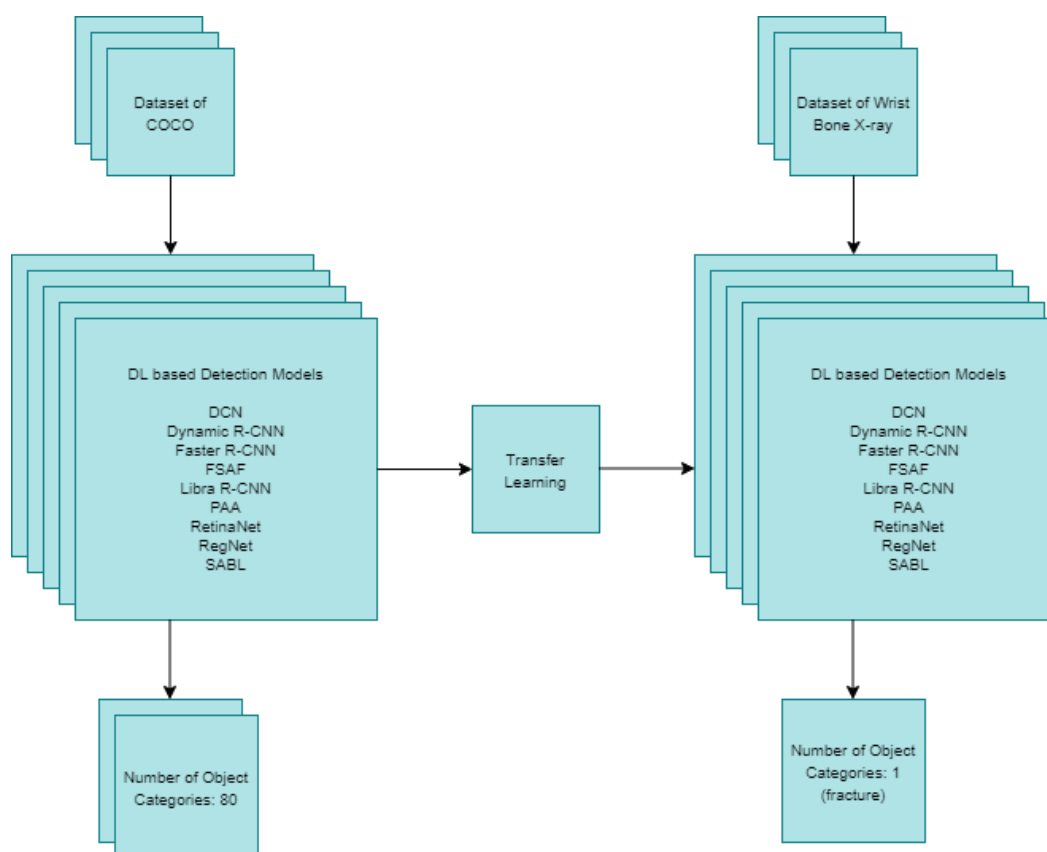 Dataset of
COCO
Dataset of Wrist
Bone X-ray
DL based Detection Models
DCN
Dynamic R-CNN
Faster R-CNN
FSAF
Libra R-CNN
PAA
RetinaNet
RegNet
SABL
Transfer
Learning
DL based Detection Models
DCN
Dynamic R-CNN
Faster R-CNN
FSAF
Libra R-CNN
PAA
RetinaNet
RegNet
SABL
Number of Object
Categories: 80
Number of Object
Categories: 1
(fracture)